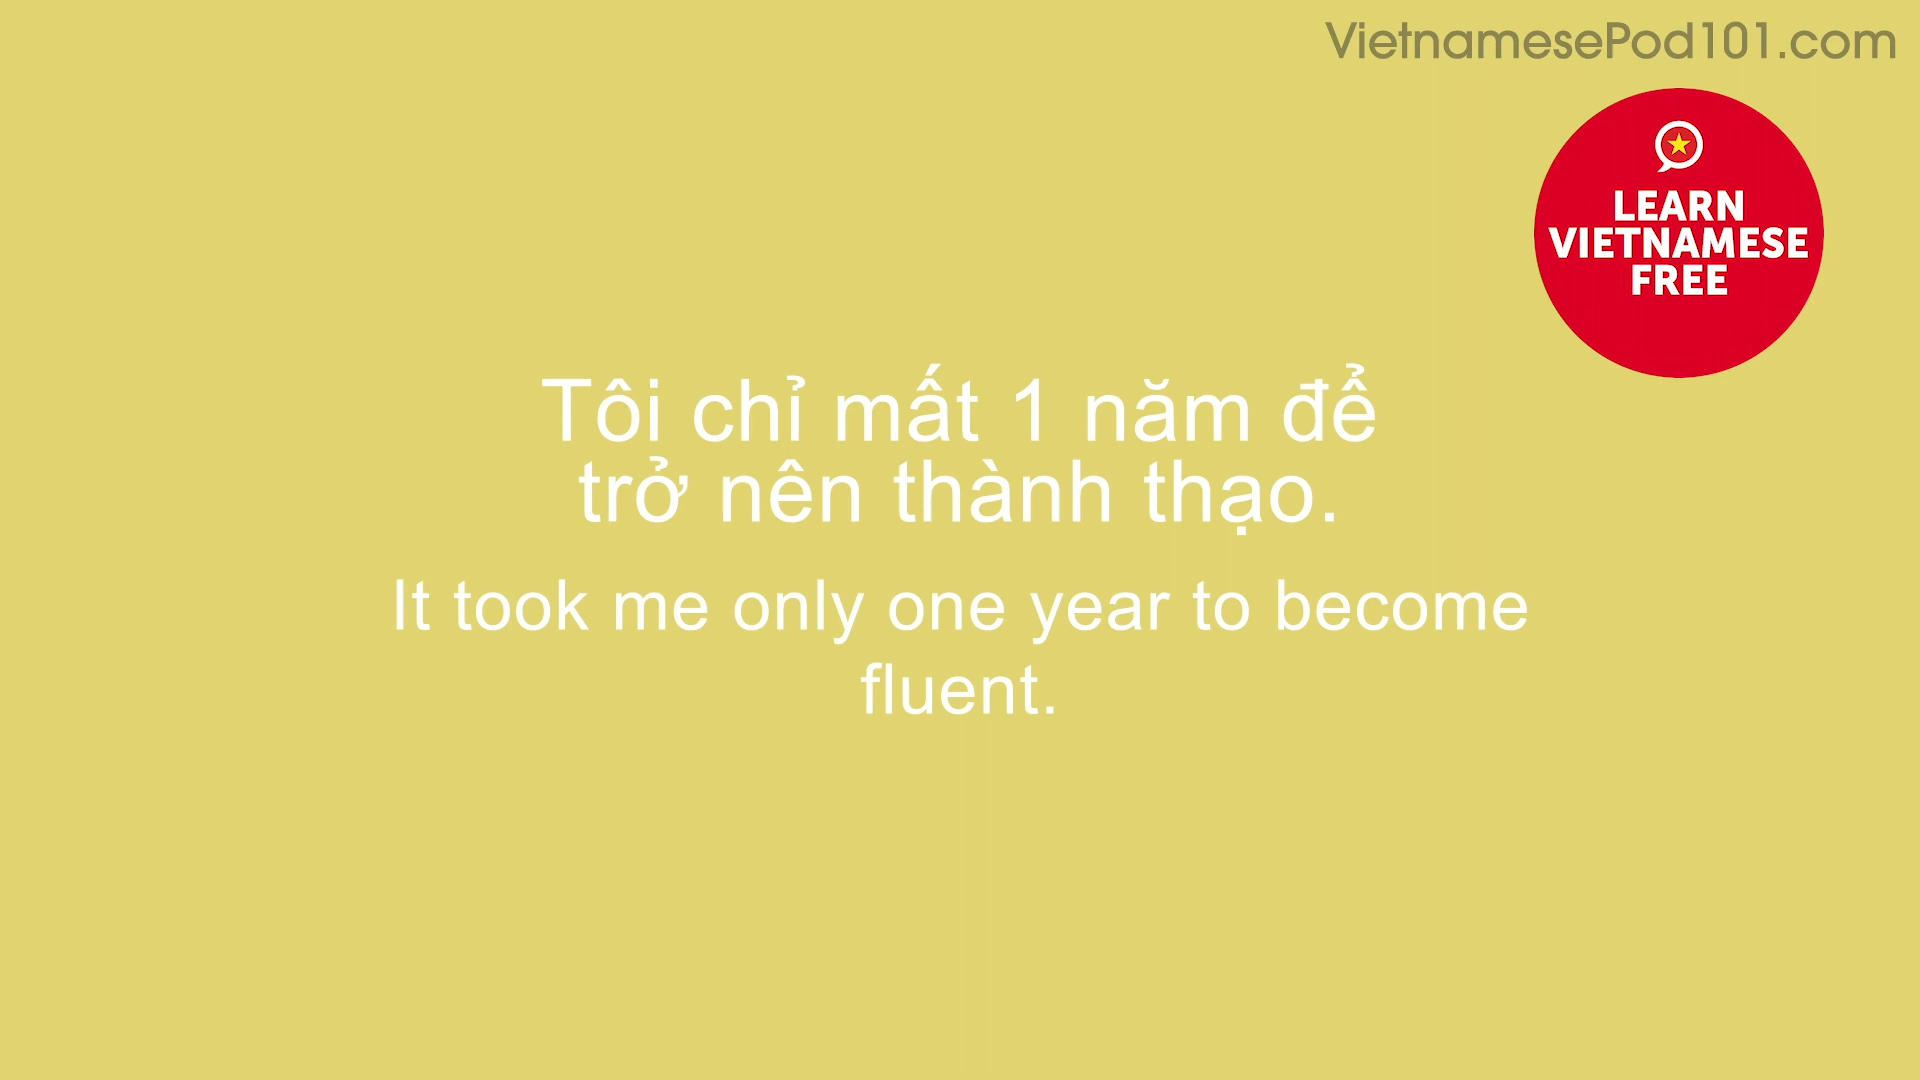 VietnamesePod101.com
LEARN
VIETNAMESE
FREE
Tôi chỉ mất 1 năm để
trở nên thành thạo.
It took me only one year to become
fluent.